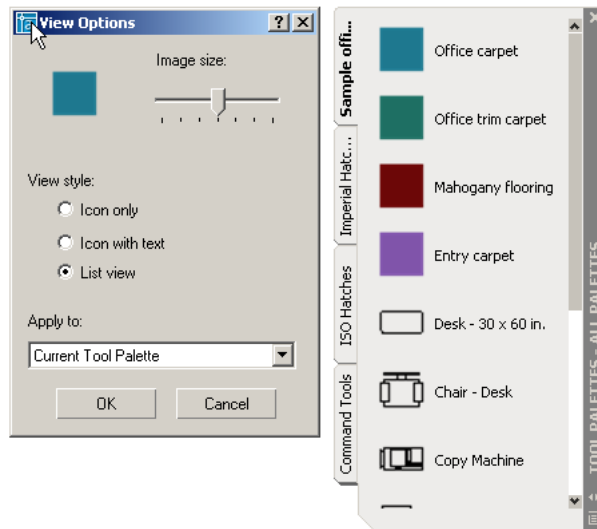 View Options
Image size:
View style:
Icon only
Icon with text
List view
Apply to:
Current Tool Palette
OK
Cancel
Sample offi...
Imperial Hatc...
ISO Hatches
Command Tools
Office carpet
Office trim carpet
Mahogany flooring
Entry carpet
Desk - 30 x 60 in.
Chair - Desk
Copy Machine
TOOL PALETTES - ALL PALETTES